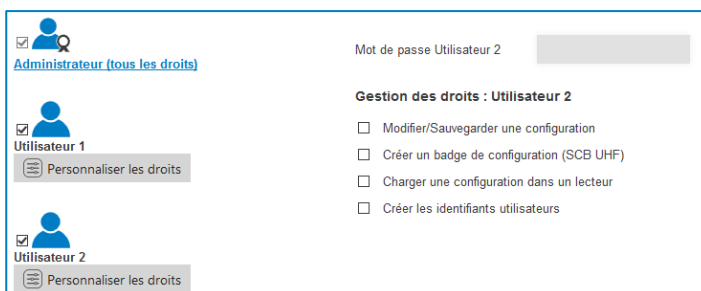 Administrateur (tous les droits)
Utilisateur 1
Personnaliser les droits
Utilisateur 2
Personnaliser les droits
Mot de passe Utilisateur 2
Gestion des droits : Utilisateur 2
Modifier/Sauvegarder une configuration
Créer un badge de configuration (SCB UHF)
Charger une configuration dans un lecteur
Créer les identifiants utilisateurs